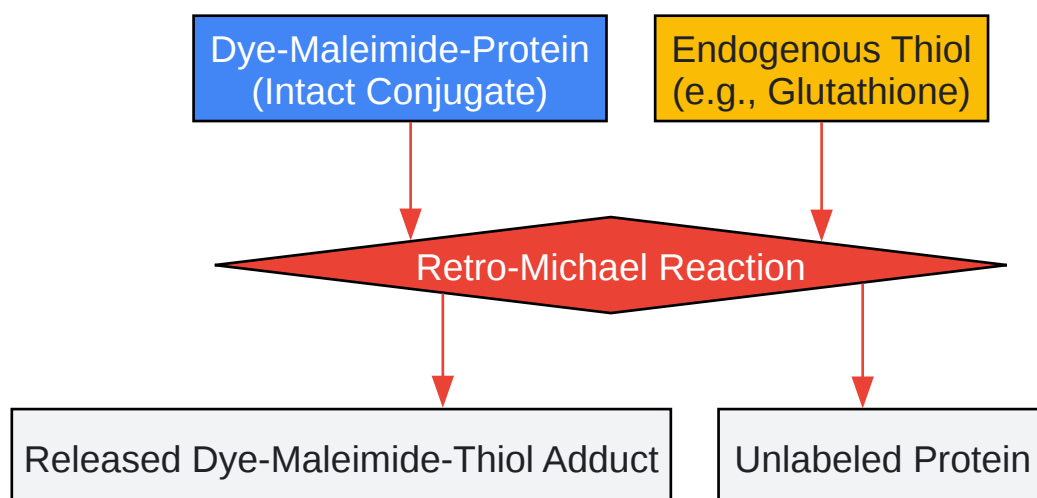 Dye-Maleimide-Protein
(Intact Conjugate)
Endogenous Thiol
(e.g., Glutathione)
Retro-Michael Reaction
Released Dye-Maleimide-Thiol Adduct
Unlabeled Protein